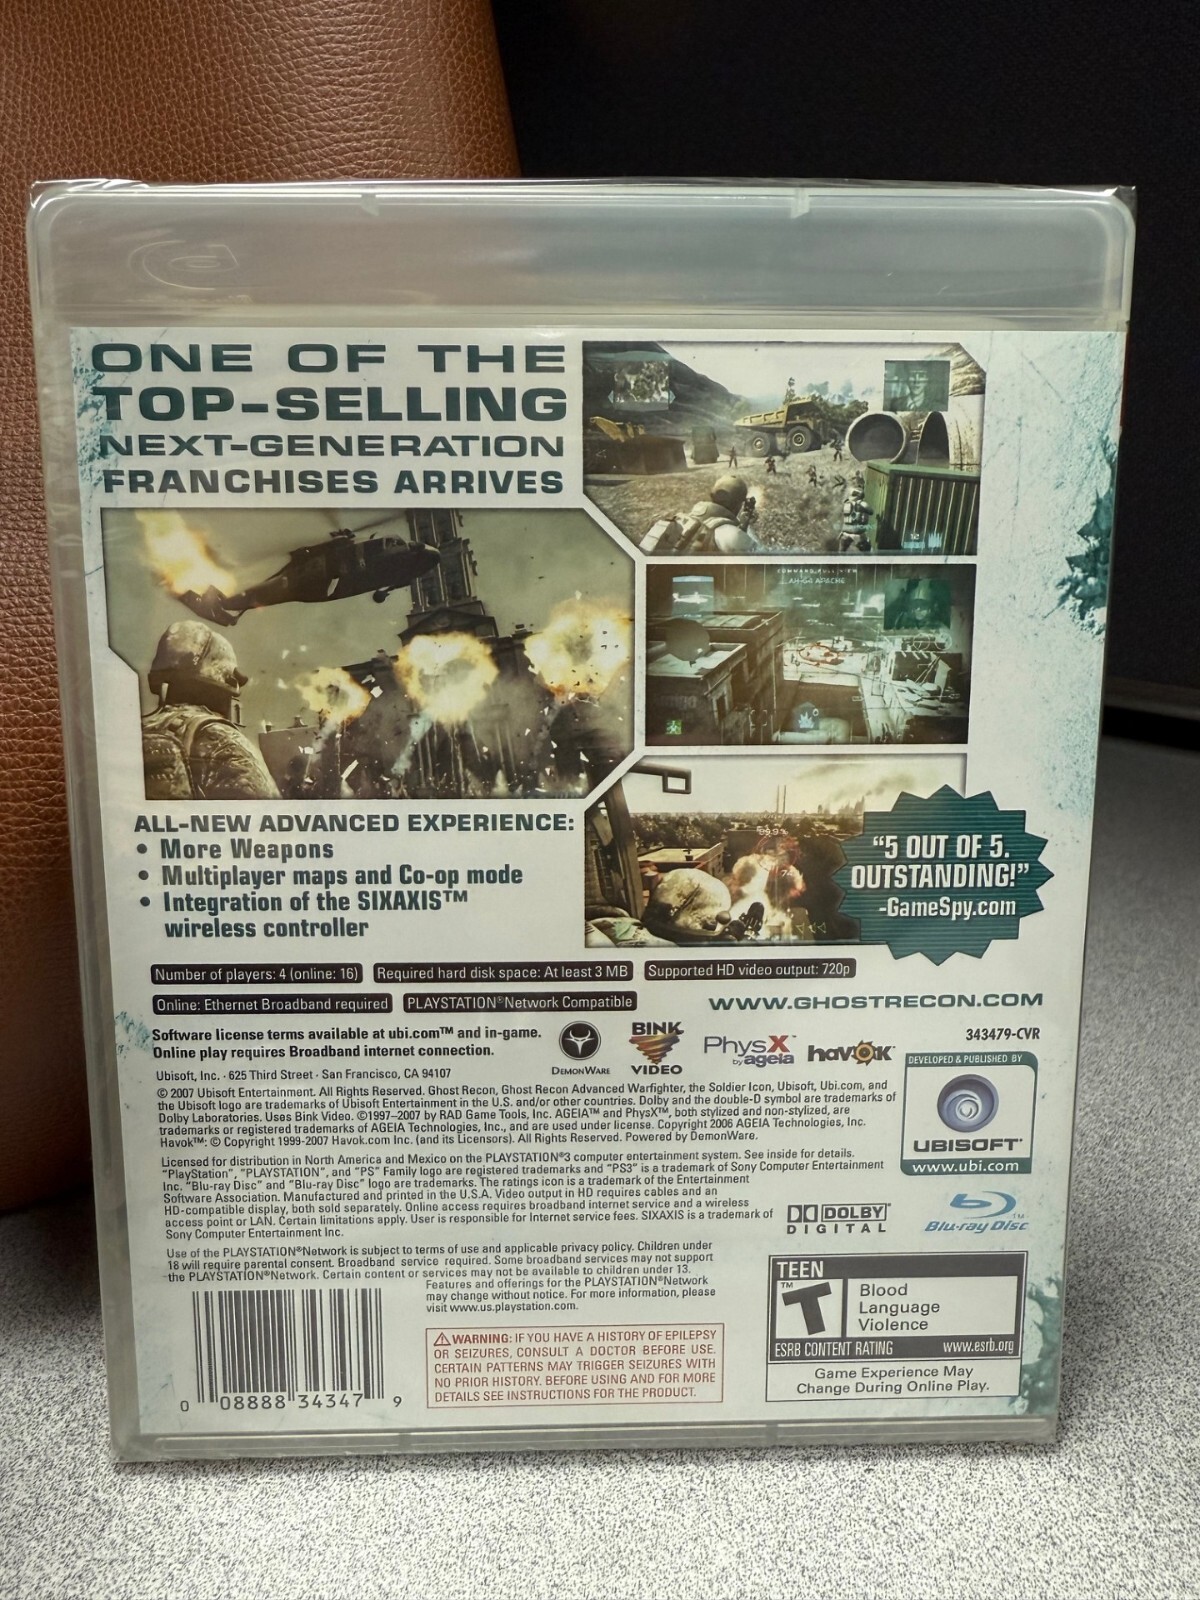 ONE OF THE
TOP-SELLING
NEXT-GENERATION
FRANCHISES ARRIVES
COMMAND FULL VIEW
AH-64 APACHE
ALL-NEW ADVANCED EXPERIENCE:
• More Weapons
• Multiplayer maps and Co-op mode
• Integration of the SIXAXIS™
wireless controller
"5 OUT OF 5.
OUTSTANDING!"
-GameSpy.com
Number of players: 4 (online: 16)
Required hard disk space: At least 3 MB
Supported HD video output: 720p
Online: Ethernet Broadband required
PLAYSTATION®Network Compatible
WWW.GHOSTRECON.COM
Software license terms available at ubi.com™ and in-game.
Online play requires Broadband internet connection.
DEMONWARE
BINK
VIDEO
PhysX™
by ageia
havok™
343479-CVR
Ubisoft, Inc. · 625 Third Street · San Francisco, CA 94107
© 2007 Ubisoft Entertainment. All Rights Reserved. Ghost Recon, Ghost Recon Advanced Warfighter, the Soldier Icon, Ubisoft, Ubi.com, and
the Ubisoft logo are trademarks of Ubisoft Entertainment in the U.S. and/or other countries. Dolby and the double-D symbol are trademarks of
Dolby Laboratories. Uses Bink Video. ©1997–2007 by RAD Game Tools, Inc. AGEIA™ and PhysX™, both stylized and non-stylized, are
trademarks or registered trademarks of AGEIA Technologies, Inc., and are used under license. Copyright 2006 AGEIA Technologies, Inc.
Havok™: © Copyright 1999-2007 Havok.com Inc. (and its Licensors). All Rights Reserved. Powered by DemonWare.
DEVELOPED & PUBLISHED BY
UBISOFT™
www.ubi.com
Licensed for distribution in North America and Mexico on the PLAYSTATION®3 computer entertainment system. See inside for details.
"PlayStation", "PLAYSTATION", and "PS" Family logo are registered trademarks and "PS3" is a trademark of Sony Computer Entertainment
Inc. "Blu-ray Disc" and "Blu-ray Disc" logo are trademarks. The ratings icon is a trademark of the Entertainment
Software Association. Manufactured and printed in the U.S.A. Video output in HD requires cables and an
HD-compatible display, both sold separately. Online access requires broadband internet service and a wireless
access point or LAN. Certain limitations apply. User is responsible for Internet service fees. SIXAXIS is a trademark of
Sony Computer Entertainment Inc.
DOLBY
DIGITAL
Blu-ray Disc™
Use of the PLAYSTATION®Network is subject to terms of use and applicable privacy policy. Children under
18 will require parental consent. Broadband service required. Some broadband services may not support
the PLAYSTATION®Network. Certain content or services may not be available to children under 13.
Features and offerings for the PLAYSTATION®Network
may change without notice. For more information, please
visit www.us.playstation.com.
0 08888 34347 9
WARNING: IF YOU HAVE A HISTORY OF EPILEPSY
OR SEIZURES, CONSULT A DOCTOR BEFORE USE.
CERTAIN PATTERNS MAY TRIGGER SEIZURES WITH
NO PRIOR HISTORY. BEFORE USING AND FOR MORE
DETAILS SEE INSTRUCTIONS FOR THE PRODUCT.
TEEN
T™
Blood
Language
Violence
ESRB CONTENT RATING www.esrb.org
Game Experience May
Change During Online Play.